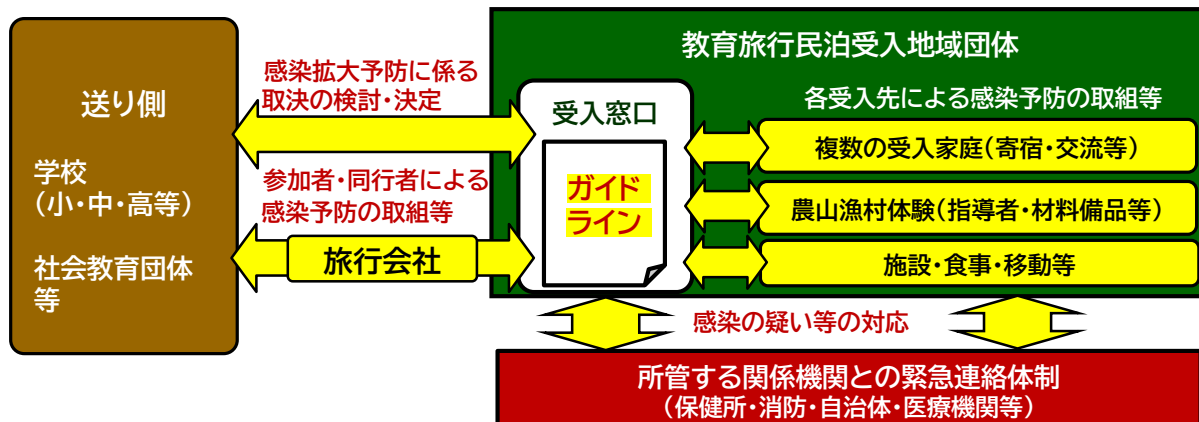 送り側
学校
（小・中・高等）
社会教育団体
等
感染拡大予防に係る
取決の検討・決定
参加者・同行者による
感染予防の取組等
旅行会社
教育旅行民泊受入地域団体
受入窓口
ガイド
ライン
各受入先による感染予防の取組等
複数の受入家庭（寄宿・交流等）
農山漁村体験（指導者・材料備品等）
施設・食事・移動等
感染の疑い等の対応
所管する関係機関との緊急連絡体制
（保健所・消防・自治体・医療機関等）